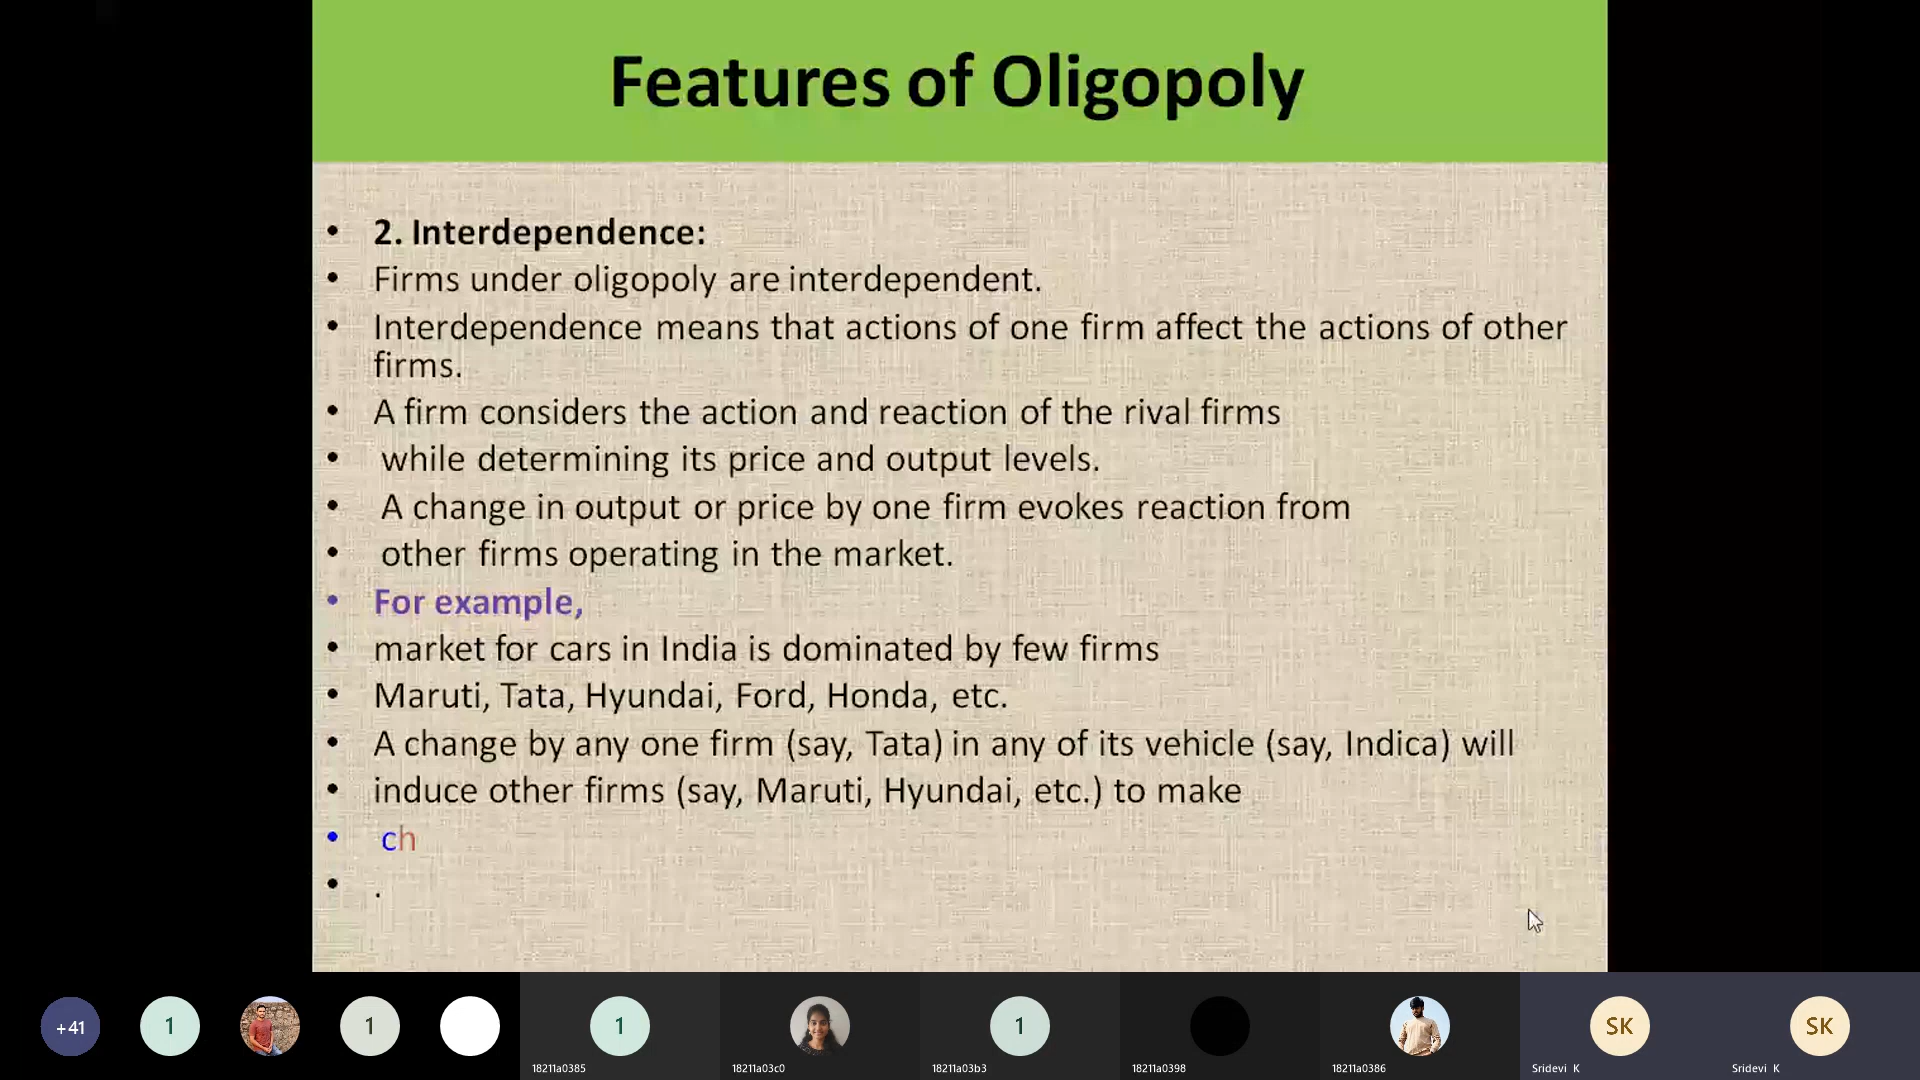 Features of Oligopoly
• 2. Interdependence:
• Firms under oligopoly are interdependent.
• Interdependence means that actions of one firm affect the actions of other
firms.
• A firm considers the action and reaction of the rival firms
• while determining its price and output levels.
• A change in output or price by one firm evokes reaction from
• other firms operating in the market.
• For example,
• market for cars in India is dominated by few firms
• Maruti, Tata, Hyundai, Ford, Honda, etc.
• A change by any one firm (say, Tata) in any of its vehicle (say, Indica) will
• induce other firms (say, Maruti, Hyundai, etc.) to make
• ch
• .
+41 1 1 1 1 SK SK
18211a0385 18211a03c0 18211a03b3 18211a0398 18211a0386 Sridevi K Sridevi K